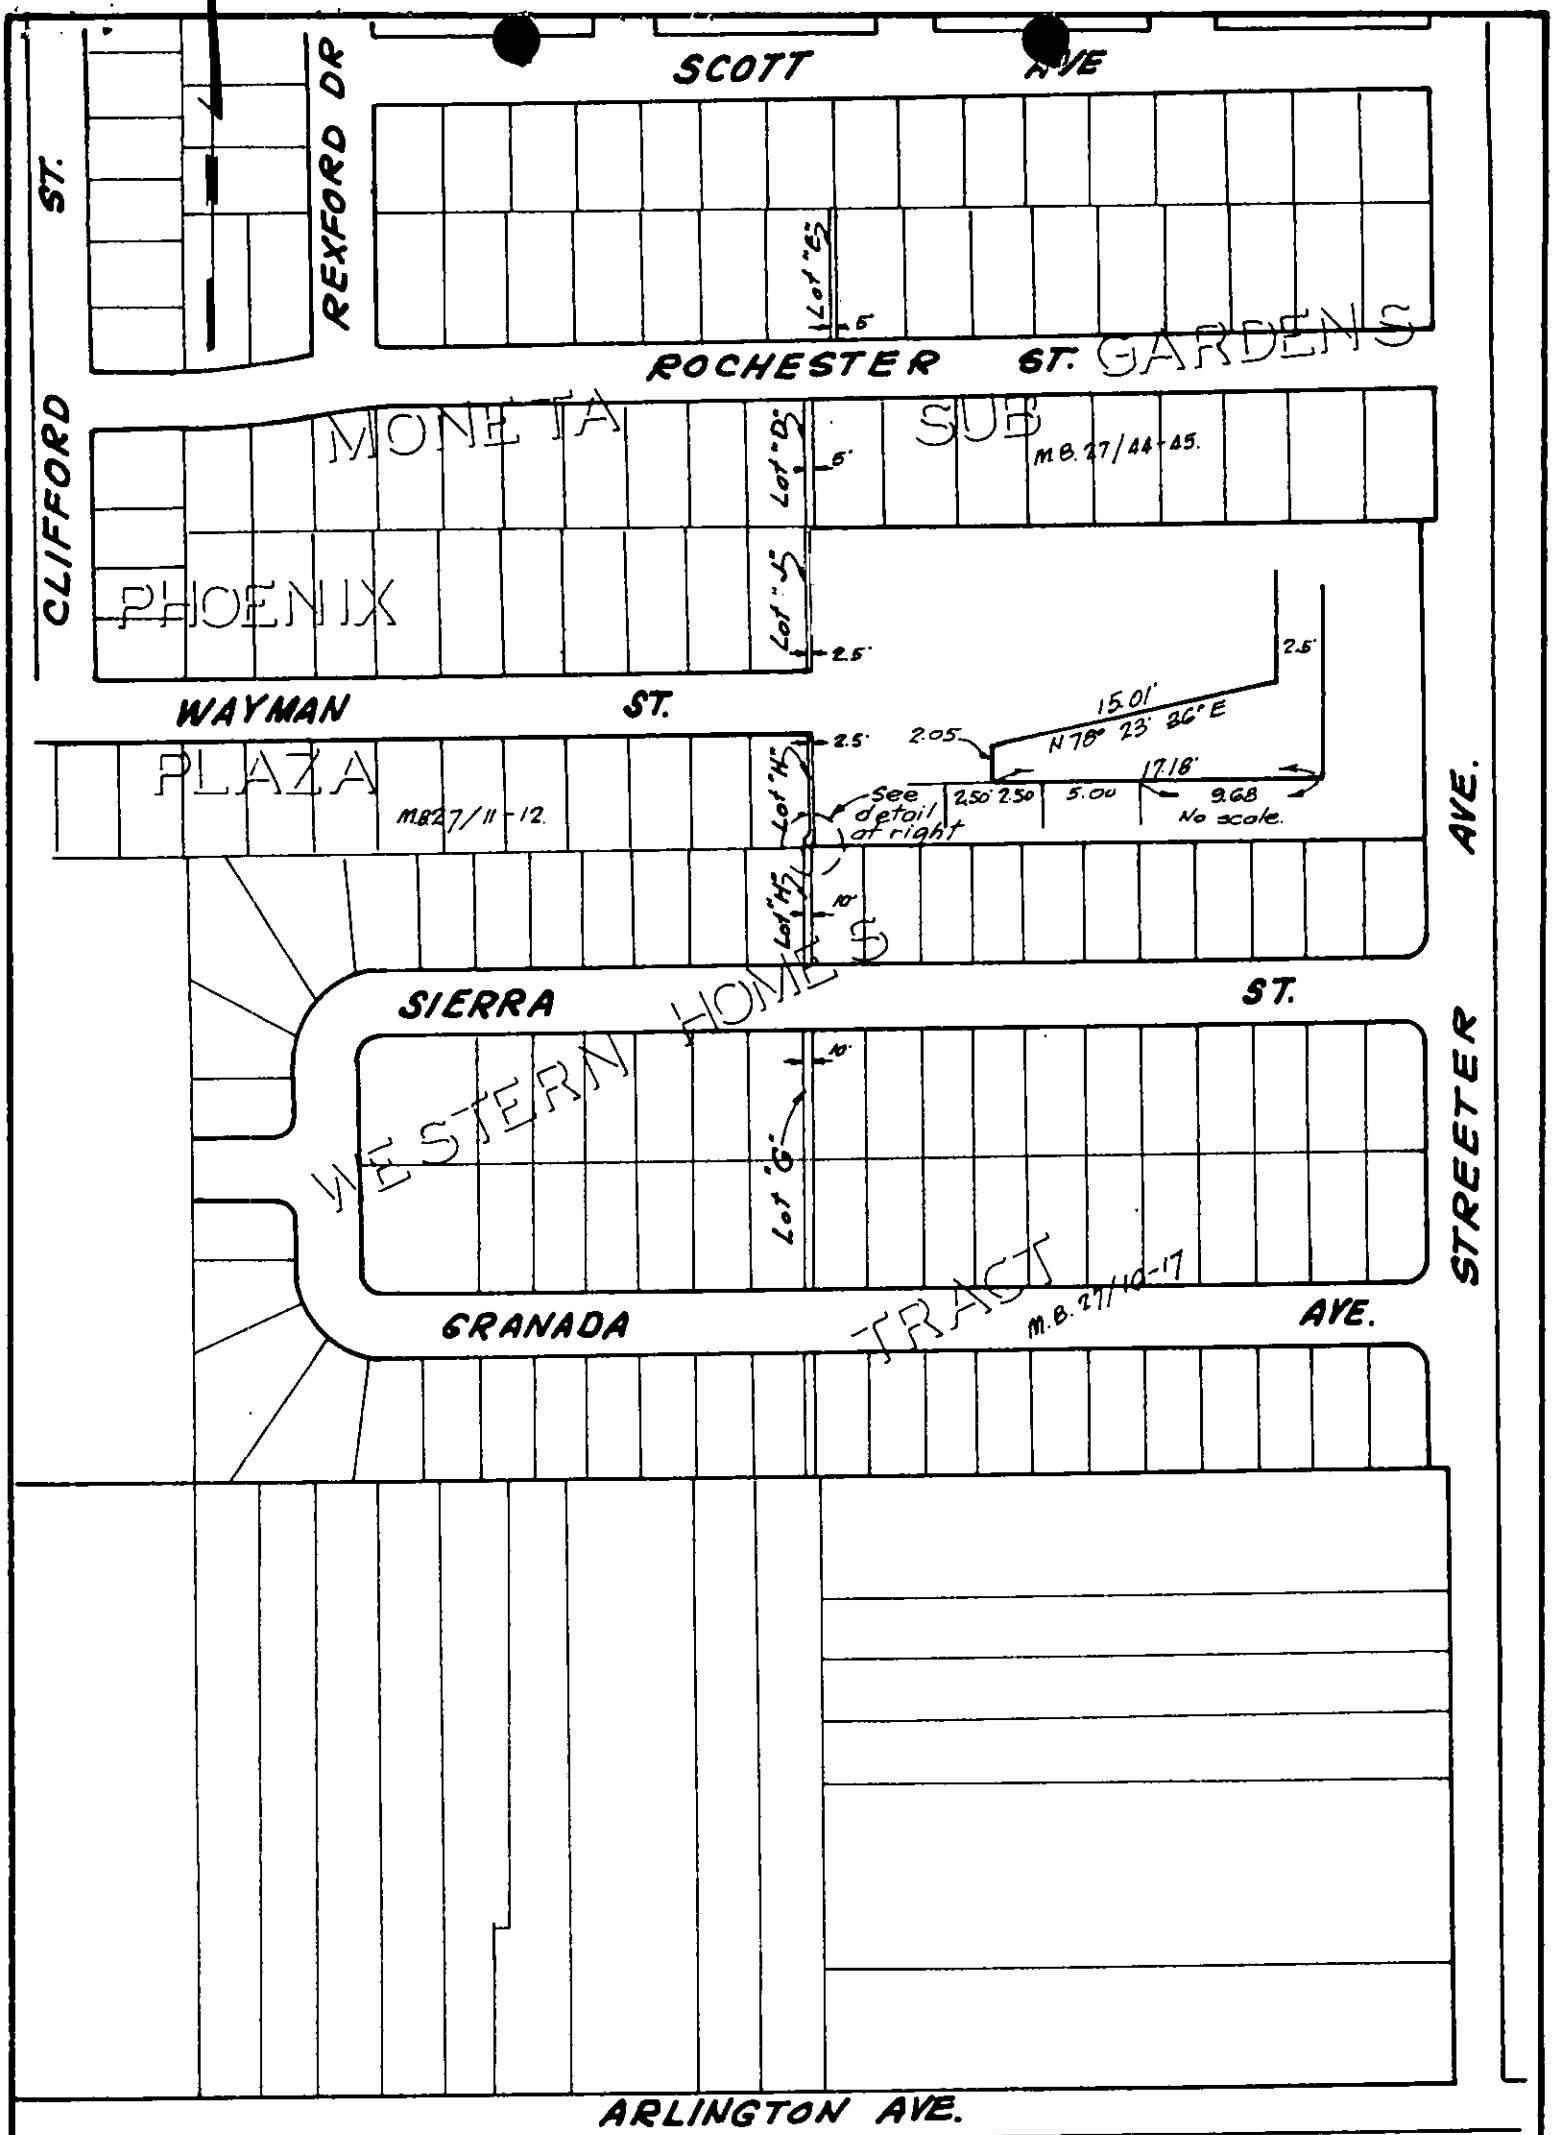 SCOTT AVE
REXFORD DR
CLIFFORD ST.
Lot "E"
5'
ROCHESTER ST.
GARDENS
MONETA
SUB
M.B. 27/44-45.
Lot "D"
5'
PHOENIX
Lot "J"
2.5'
2.5'
15.01'
N 78° 23' 26" E
WAYMAN ST.
2.05
17.18'
PLAZA
M.B. 27/11-12.
Lot "H"
2.5'
See
detail
at right
2.50' 2.50 5.00 9.68
No scale.
Lot "H"
10'
SIERRA ST.
WESTERN HOMES
10'
Lot "G"
TRACT
M.B. 27/10-17
GRANADA AVE.
STREETER AVE.
ARLINGTON AVE.